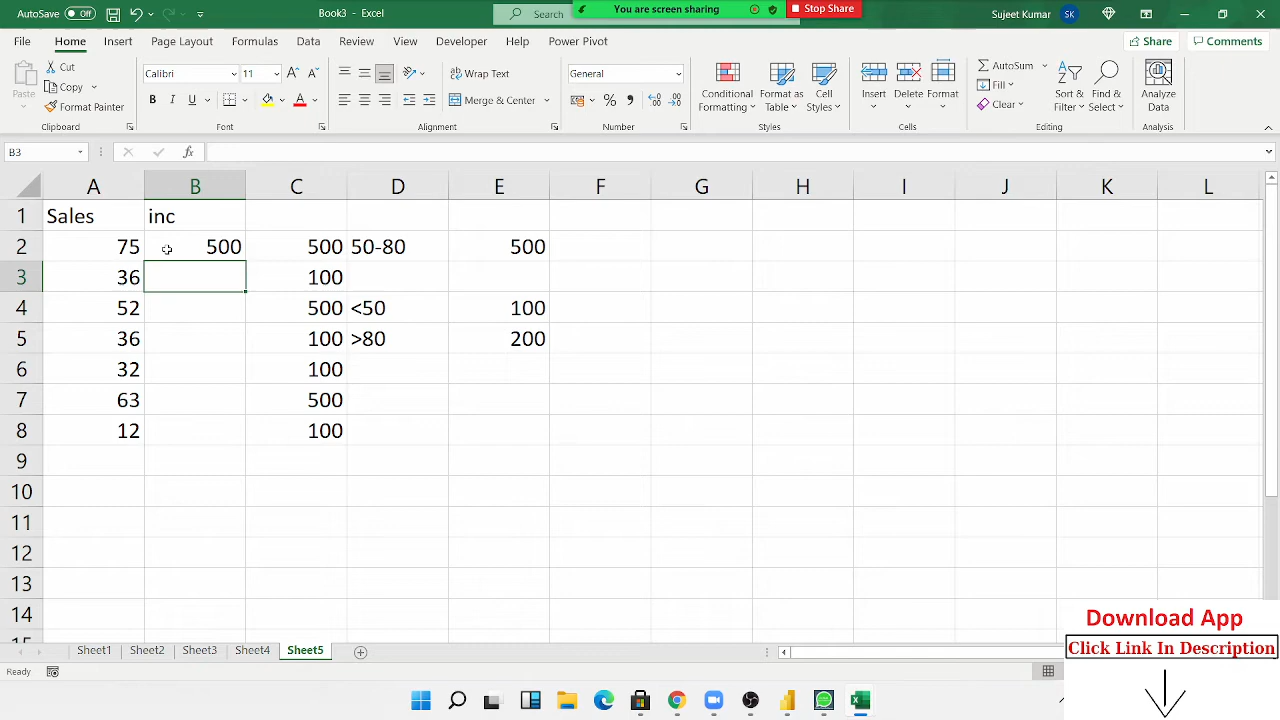 AutoSave Off Book3 - Excel Search You are screen sharing Stop Share Sujeet Kumar SK
File Home Insert Page Layout Formulas Data Review View Developer Help Power Pivot Share Comments
Paste Cut Copy Format Painter Clipboard
Calibri 11 B I U A Font
Wrap Text Merge & Center Alignment
General % Number
Conditional Formatting Format as Table Cell Styles Styles
Insert Delete Format Cells
AutoSum Fill Clear Sort & Filter Find & Select Editing
Analyze Data Analysis
B3 fx
A B C D E F G H I J K L
1 Sales inc
2 75 500 500 50-80 500
3 36 100
4 52 500 <50 100
5 36 100 >80 200
6 32 100
7 63 500
8 12 100
9
10
11
12
13
14
15
Download App
Click Link In Description
Sheet1 Sheet2 Sheet3 Sheet4 Sheet5
Ready